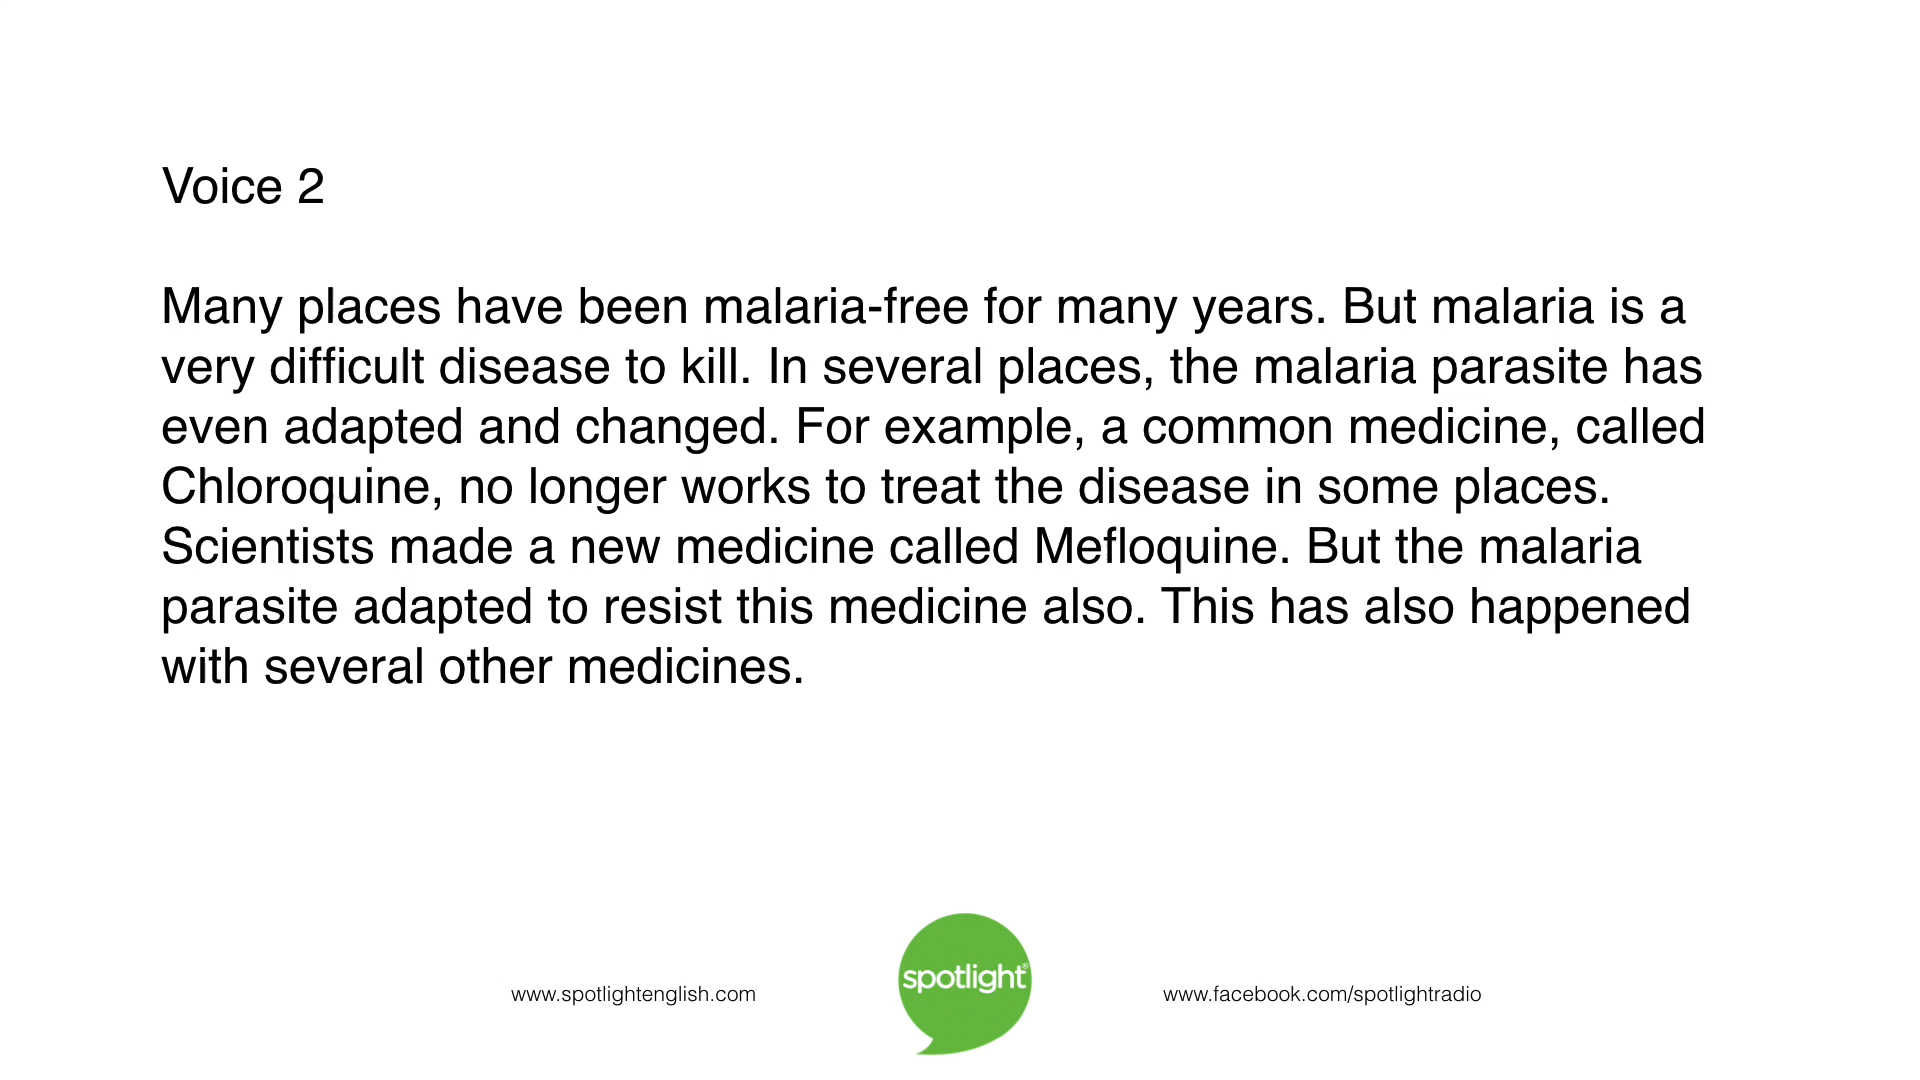 Voice 2
Many places have been malaria-free for many years. But malaria is a
very difficult disease to kill. In several places, the malaria parasite has
even adapted and changed. For example, a common medicine, called
Chloroquine, no longer works to treat the disease in some places.
Scientists made a new medicine called Mefloquine. But the malaria
parasite adapted to resist this medicine also. This has also happened
with several other medicines.
www.spotlightenglish.com
spotlight®
www.facebook.com/spotlightradio